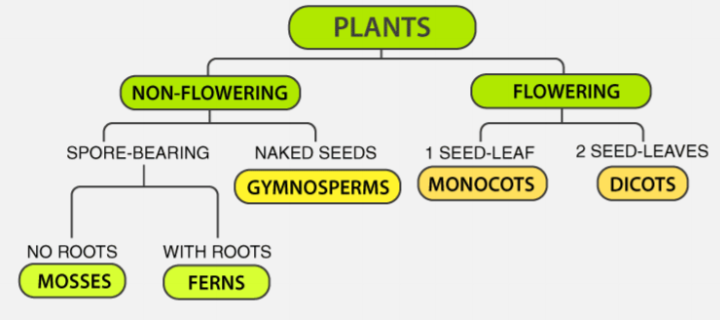 PLANTS
NON-FLOWERING
FLOWERING
SPORE-BEARING
NAKED SEEDS
1 SEED-LEAF
2 SEED-LEAVES
GYMNOSPERMS
MONOCOTS
DICOTS
NO ROOTS
WITH ROOTS
MOSSES
FERNS